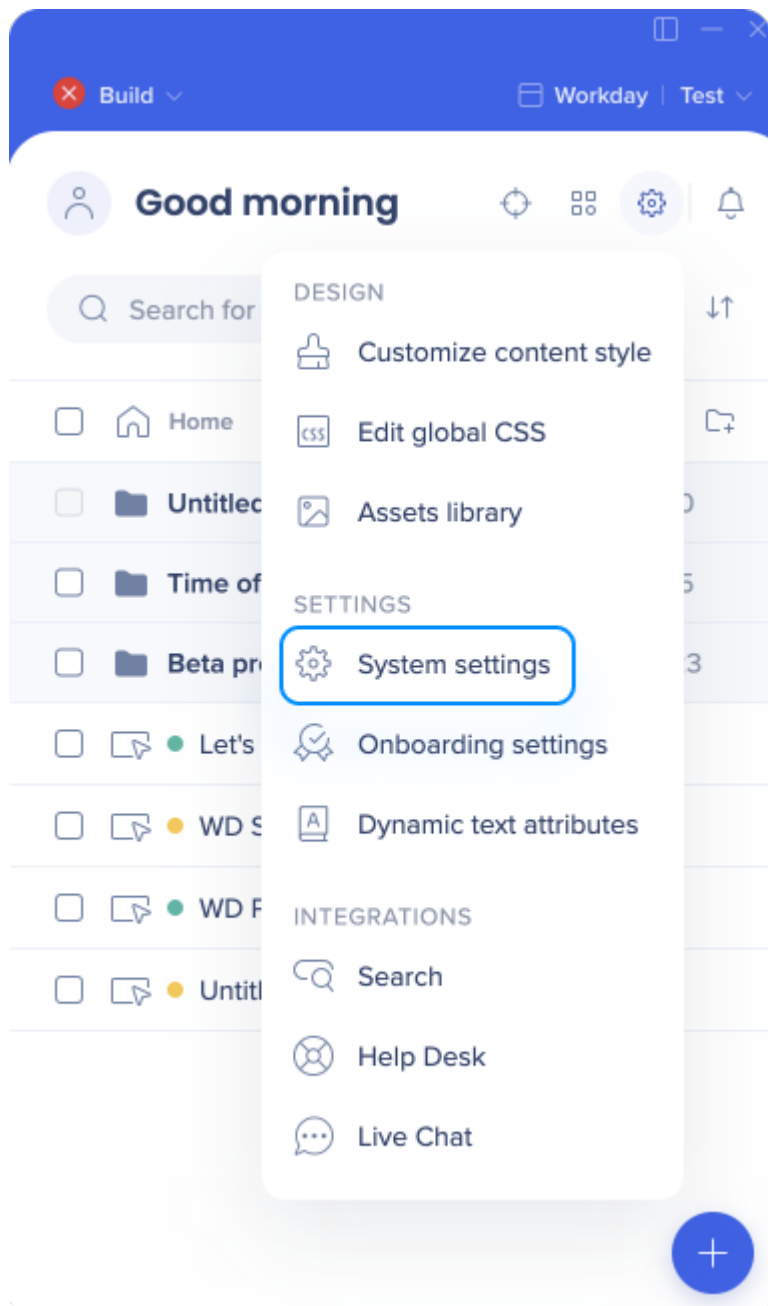 Build
Workday | Test
Good morning
Search for
DESIGN
Customize content style
Home
CSS Edit global CSS
Untitled
Assets library
Time of
SETTINGS
Beta
System settings
Let's
Onboarding settings
WD
A Dynamic text attributes
WD
INTEGRATIONS
Search
Help Desk
Live Chat